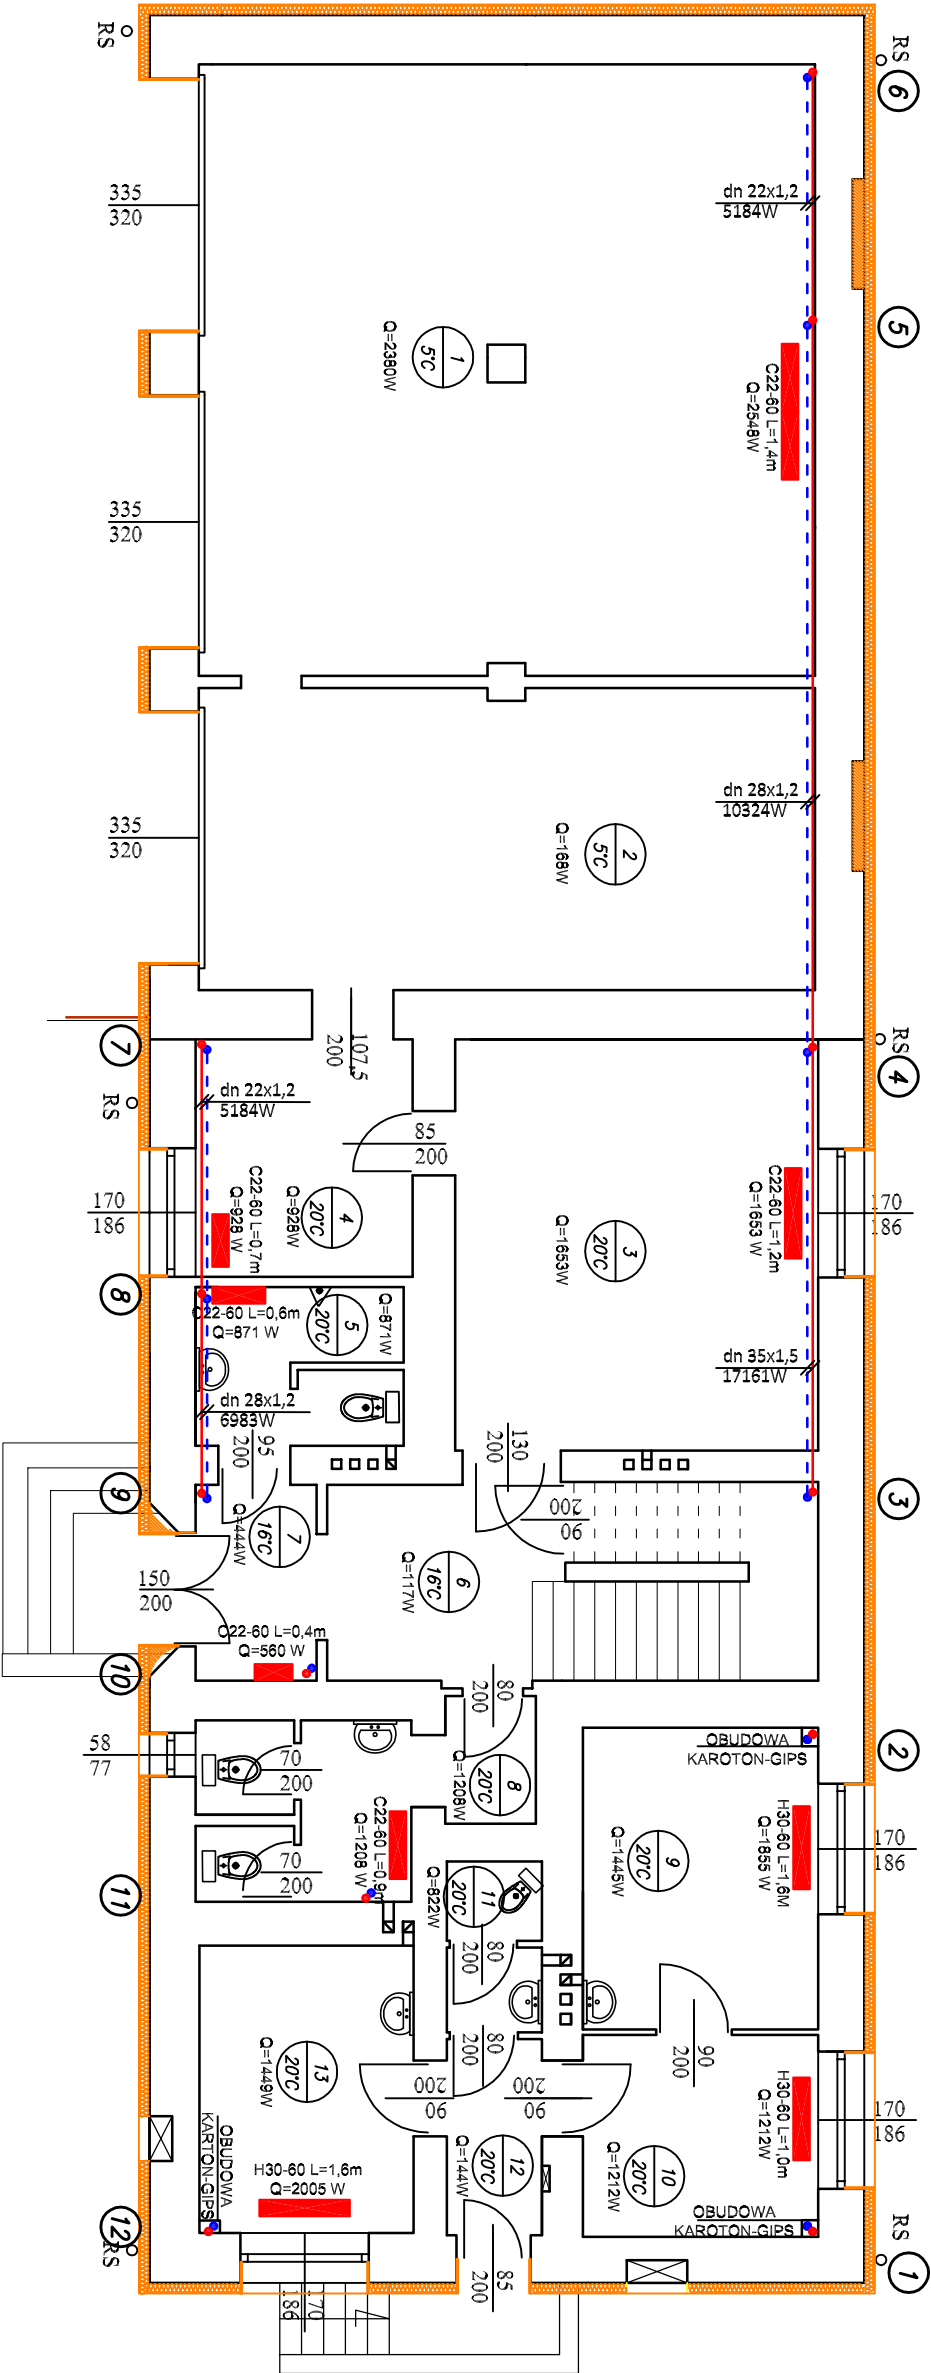 RS
RS
6
335
320
dn 22x1,2
5184W
5
1
5°C
Q=2380W
C22-60 L=1,4m
Q=2548W
335
320
dn 28x1,2
10324W
335
320
2
5°C
Q=168W
7
RS
107,5
200
RS
4
dn 22x1,2
5184W
85
200
170
186
C22-60 L=0,7m
Q=928 W
4
20°C
Q=928W
3
20°C
Q=1653W
C22-60 L=1,2m
Q=1653 W
170
186
8
C22-60 L=0,6m
Q=871 W
5
20°C
Q=871W
dn 35x1,5
17161W
dn 28x1,2
6983W
95
200
130
200
9
3
7
16°C
Q=444W
90
200
6
16°C
Q=117W
150
200
C22-60 L=0,4m
Q=560 W
10
80
200
58
77
70
200
8
20°C
Q=1208W
OBUDOWA
KAROTON-GIPS
2
C22-60 L=0,9m
Q=1208 W
70
200
9
20°C
Q=1445W
H30-60 L=1,6M
Q=1855 W
170
186
11
11
20°C
Q=822W
80
200
13
20°C
Q=1449W
80
200
90
200
90
200
90
200
H30-60 L=1,0m
Q=1212W
170
186
12
20°C
Q=144W
10
20°C
Q=1212W
OBUDOWA
KARTON-GIPS
H30-60 L=1,6m
Q=2005 W
OBUDOWA
KAROTON-GIPS
12
RS
RS
1
85
200
170
186